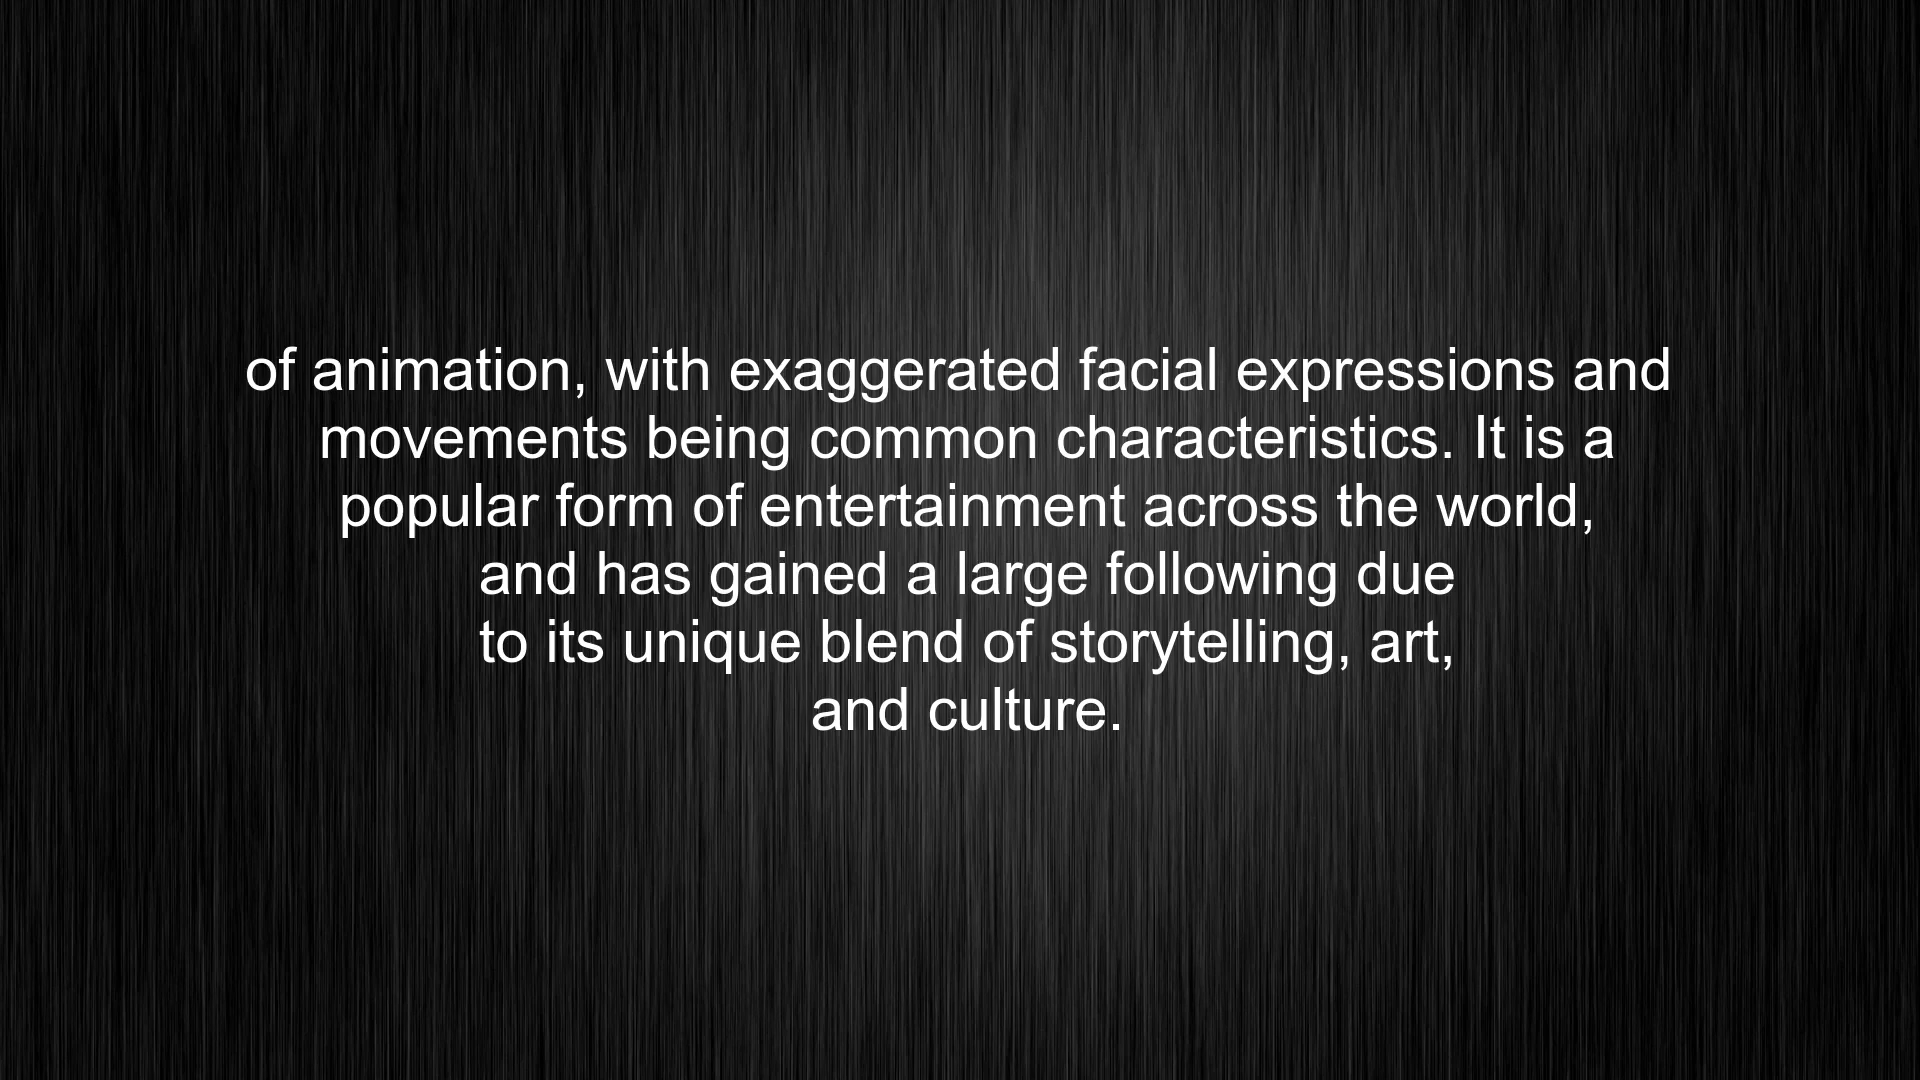 of animation, with exaggerated facial expressions and
movements being common characteristics. It is a
popular form of entertainment across the world,
and has gained a large following due
to its unique blend of storytelling, art,
and culture.